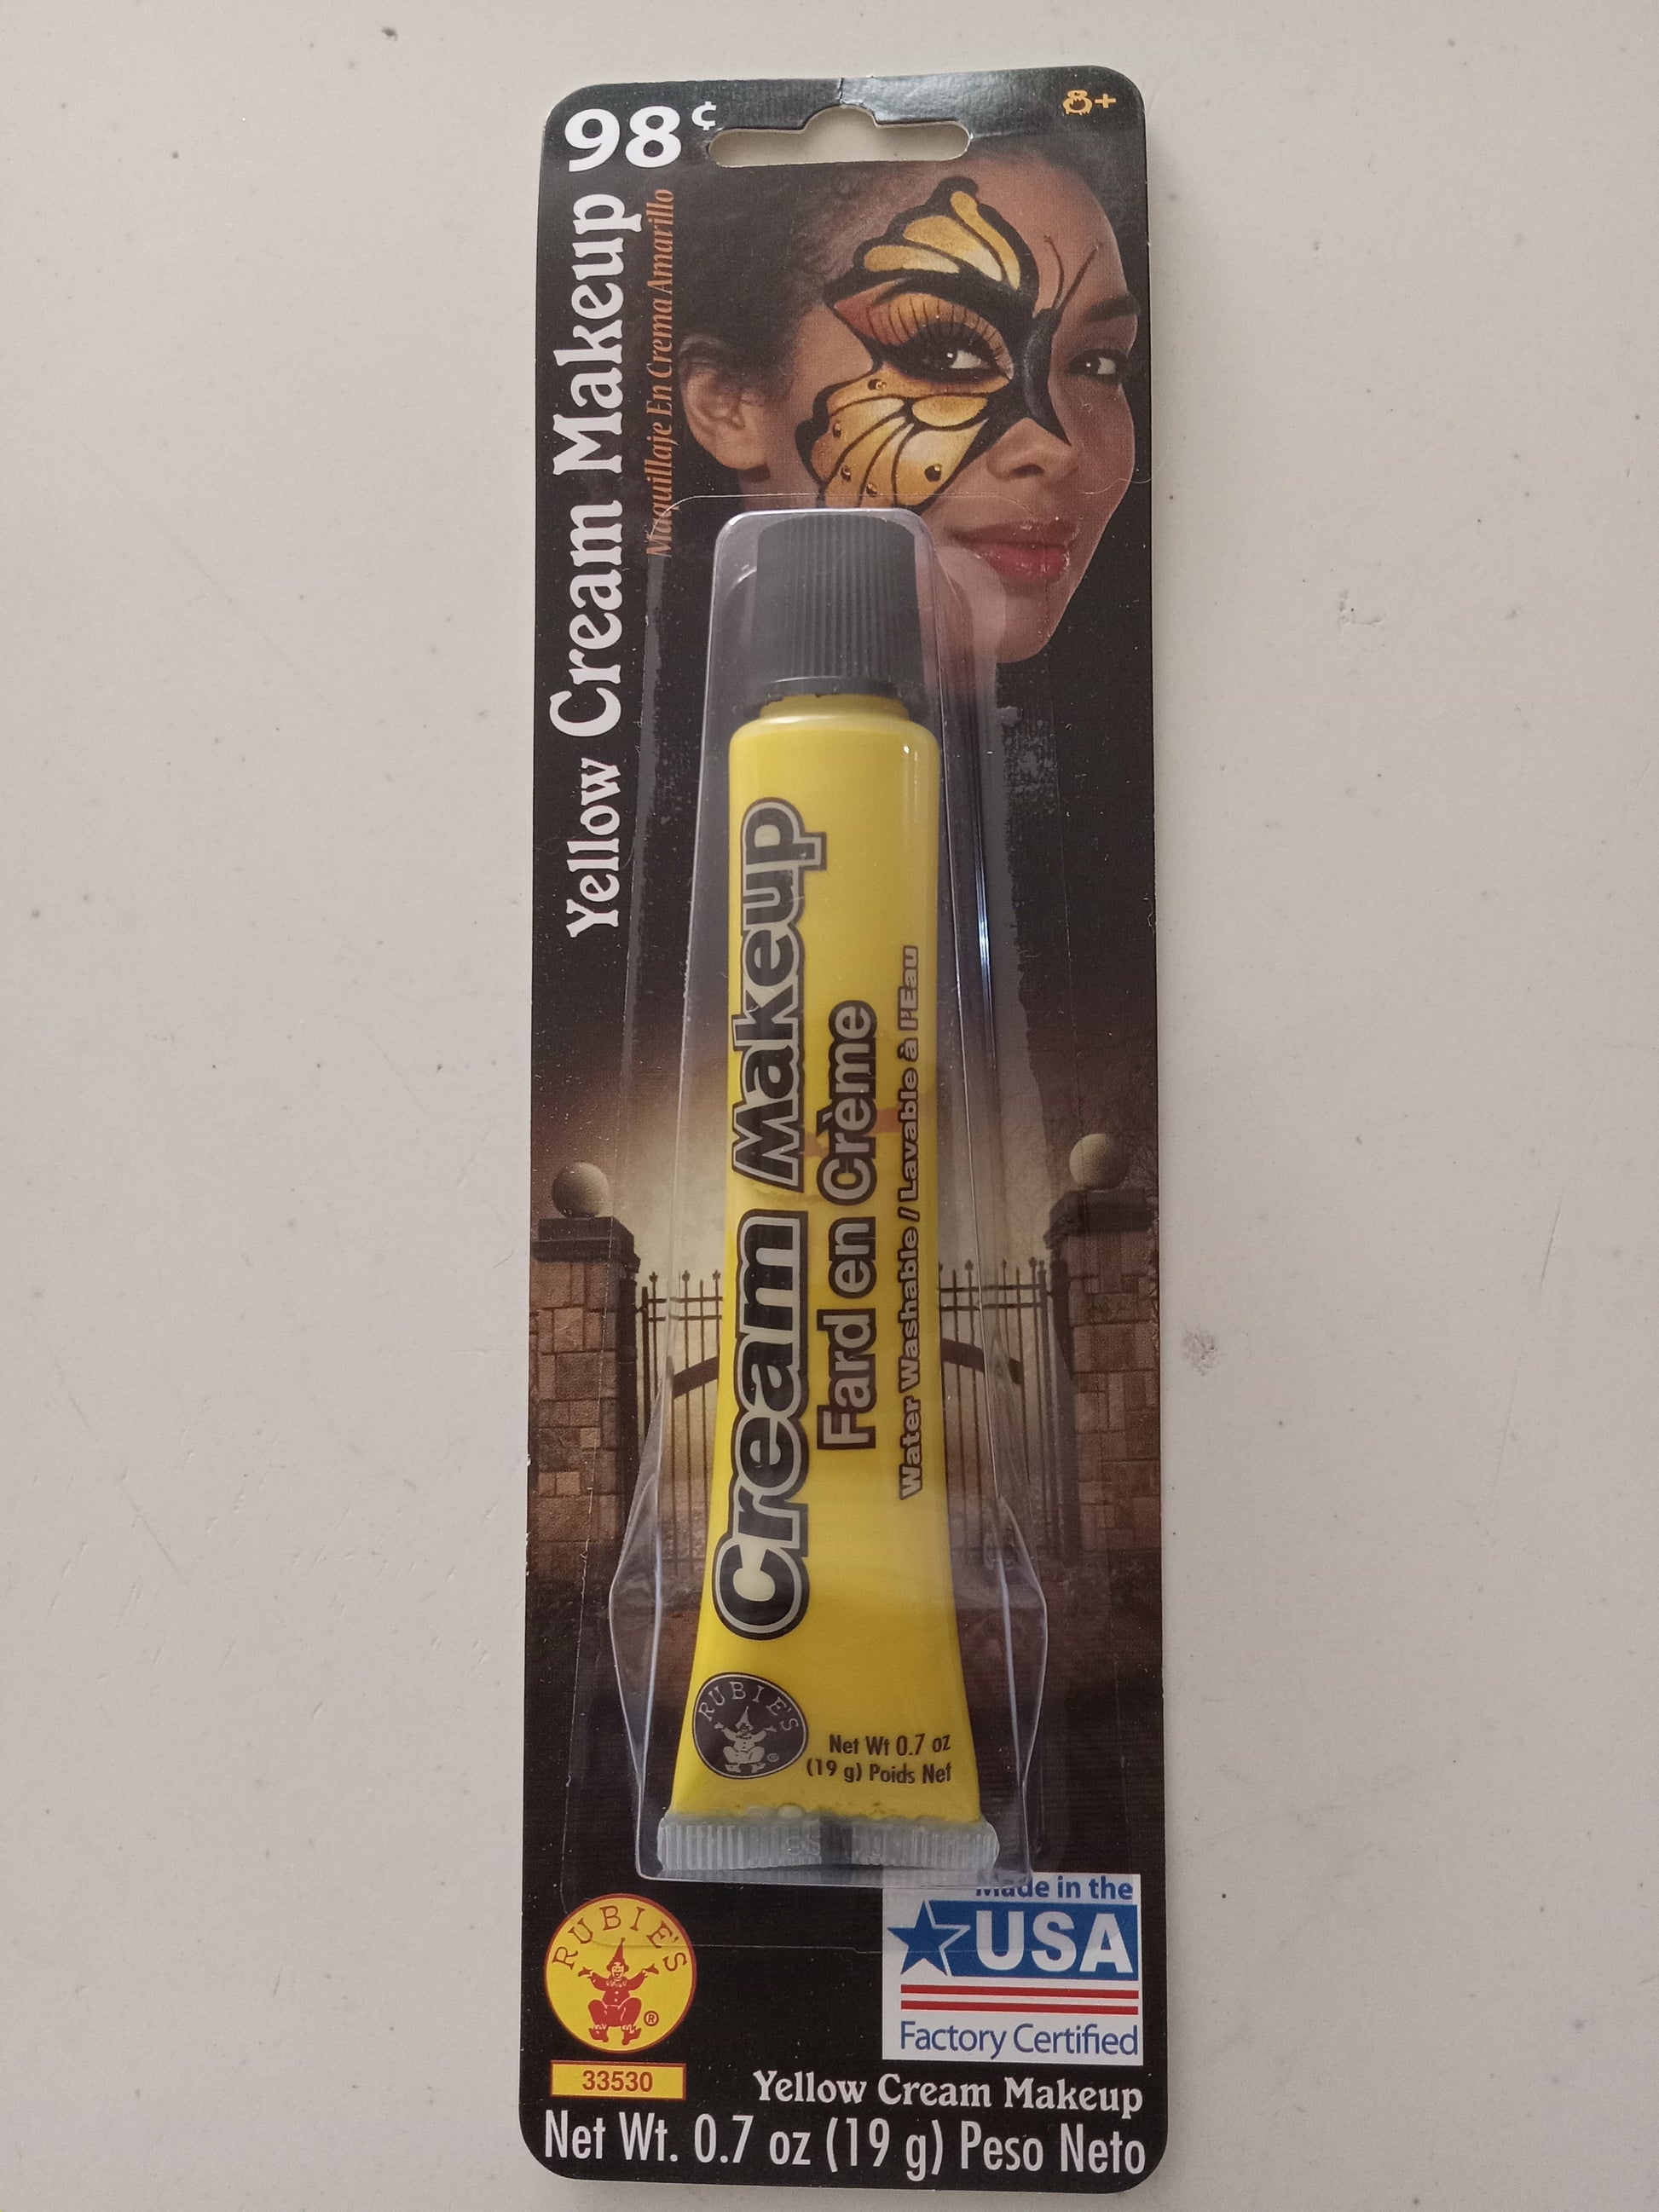 98¢
8+
Yellow Cream Makeup
Maquillaje En Crema Amarillo
Cream Makeup
Fard en Crème
Water Washable / Lavable à l'Eau
RUBIE'S
®
Net Wt 0.7 oz
(19 g) Poids Net
RUBIE'S
®
33530
Made in the
USA
Factory Certified
Yellow Cream Makeup
Net Wt. 0.7 oz (19 g) Peso Neto